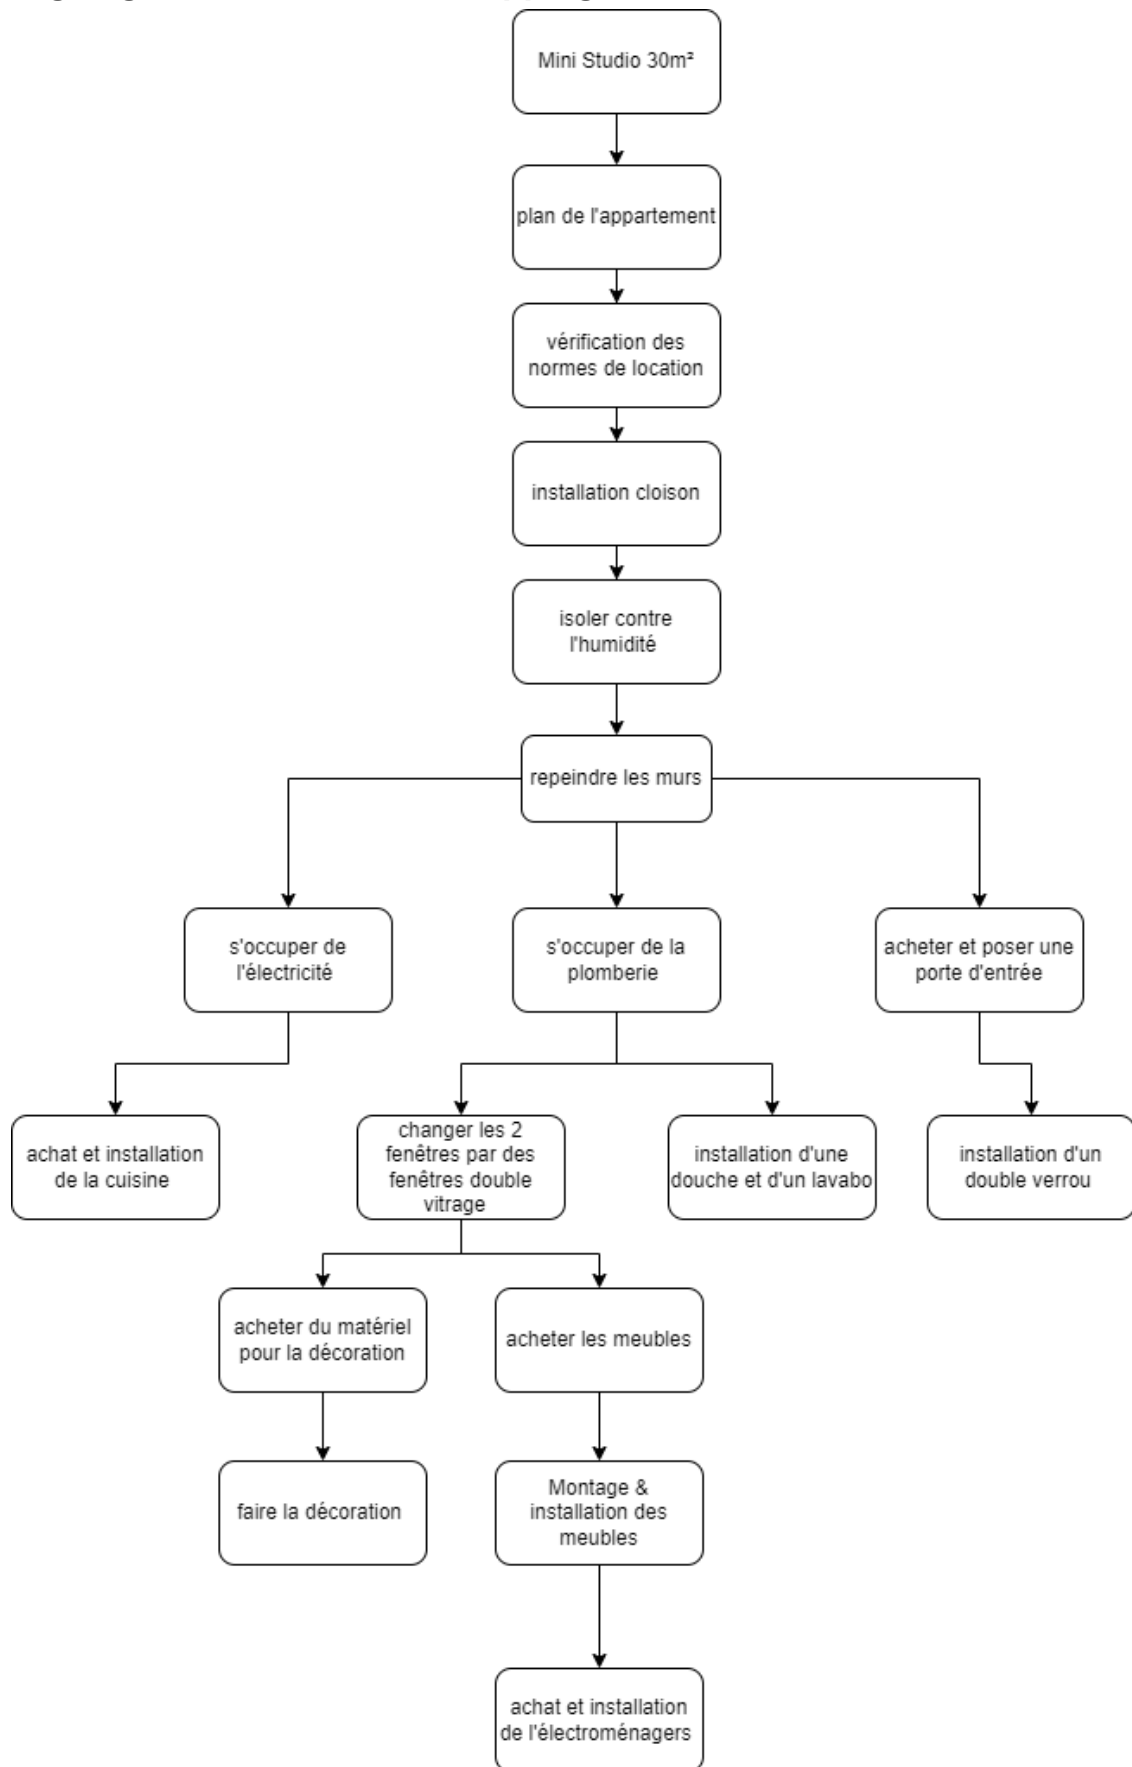 Mini Studio 30m²
plan de l'appartement
vérification des
normes de location
installation cloison
isoler contre
l'humidité
repeindre les murs
s'occuper de
l'électricité
s'occuper de la
plomberie
acheter et poser une
porte d'entrée
achat et installation
de la cuisine
changer les 2
fenêtres par des
fenêtres double
vitrage
installation d'une
douche et d'un lavabo
installation d'un
double verrou
acheter du matériel
pour la décoration
acheter les meubles
faire la décoration
Montage &
installation des
meubles
achat et installation
de l'électroménagers